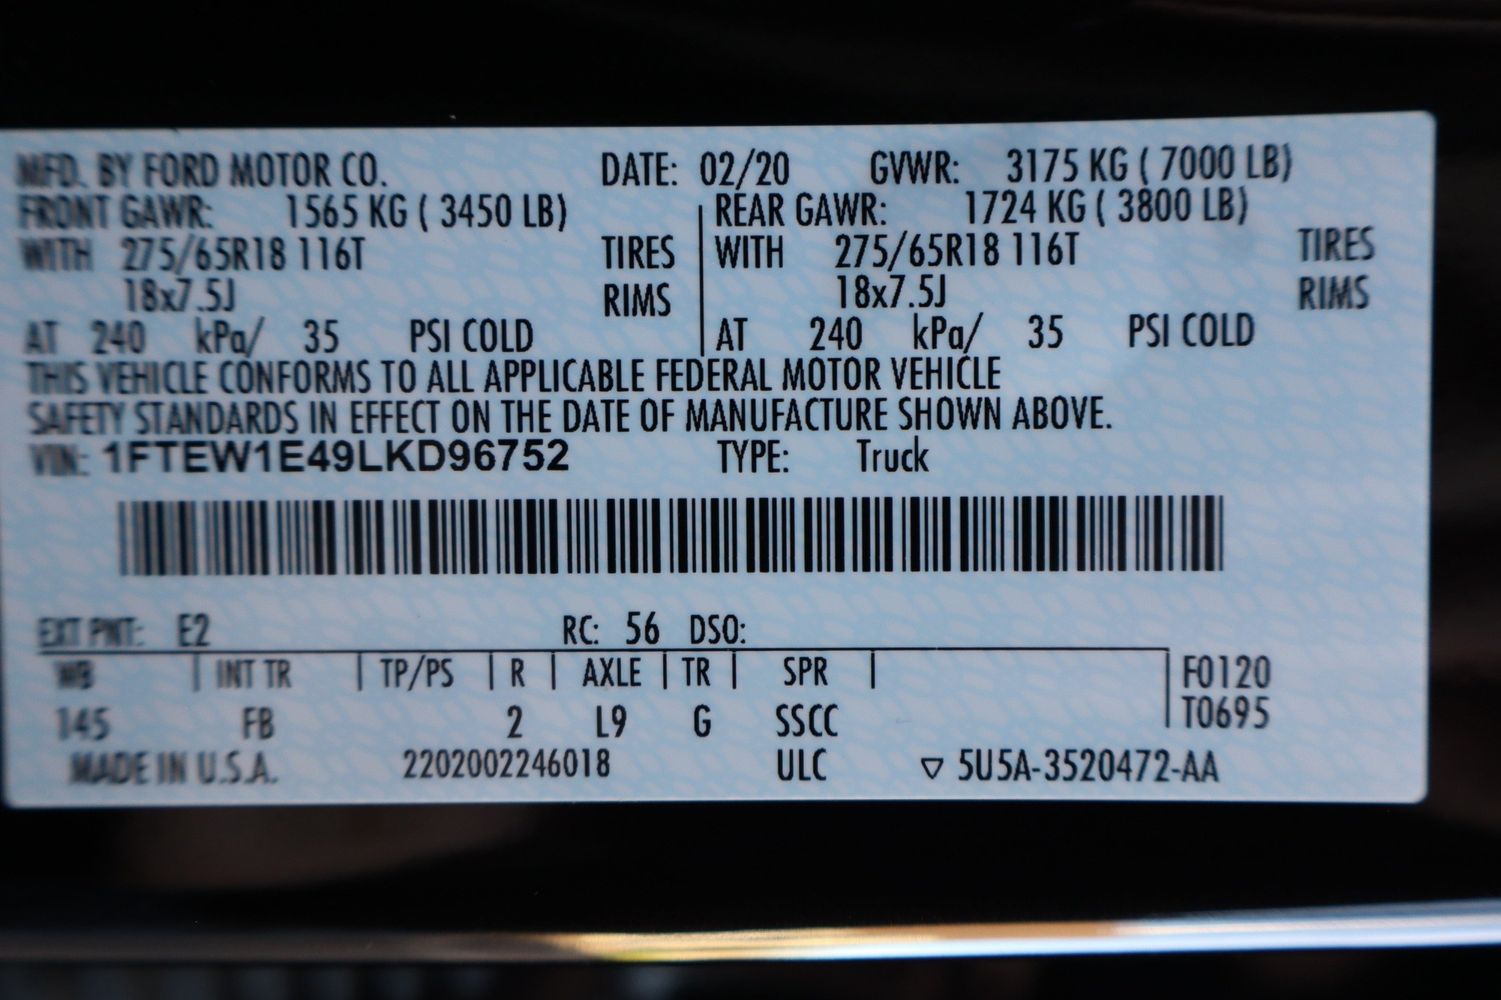 MFD. BY FORD MOTOR CO. DATE: 02/20 GVWR: 3175 KG ( 7000 LB)
FRONT GAWR: 1565 KG ( 3450 LB) REAR GAWR: 1724 KG ( 3800 LB)
WITH 275/65R18 116T TIRES WITH 275/65R18 116T TIRES
18x7.5J RIMS 18x7.5J RIMS
AT 240 kPa/ 35 PSI COLD AT 240 kPa/ 35 PSI COLD
THIS VEHICLE CONFORMS TO ALL APPLICABLE FEDERAL MOTOR VEHICLE
SAFETY STANDARDS IN EFFECT ON THE DATE OF MANUFACTURE SHOWN ABOVE.
VIN: 1FTEW1E49LKD96752 TYPE: Truck
EXT PNT: E2 RC: 56 DSO:
WB INT TR TP/PS R AXLE TR SPR F0120
145 FB 2 L9 G SSCC T0695
MADE IN U.S.A. 2202002246018 ULC ▽ 5U5A-3520472-AA